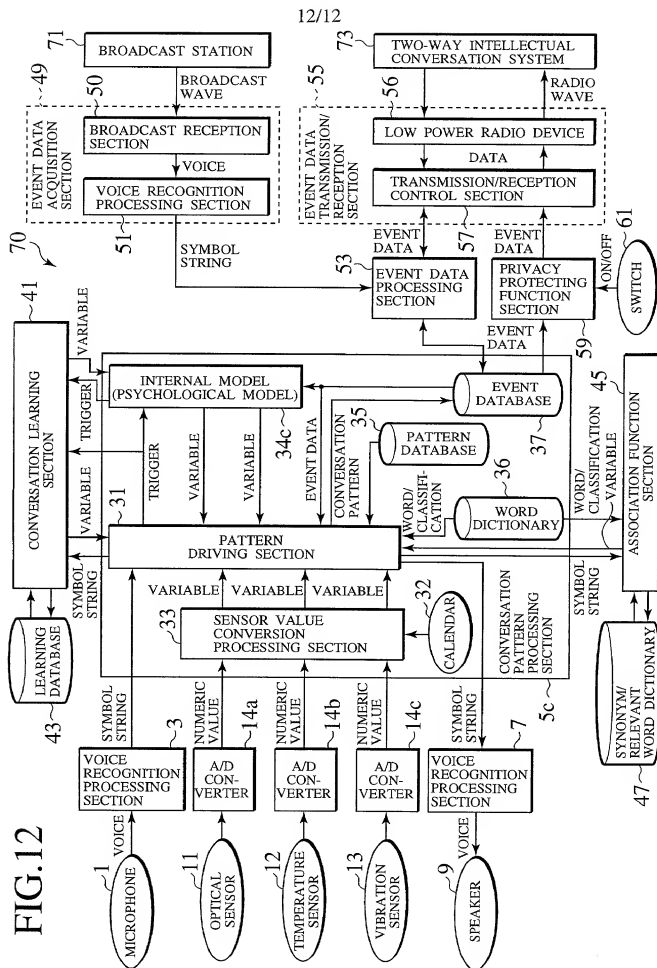 12/12
FIG.12
70
71
BROADCAST STATION
BROADCAST
WAVE
49
EVENT DATA
ACQUISITION
SECTION
50
BROADCAST RECEPTION
SECTION
VOICE
VOICE RECOGNITION
PROCESSING SECTION
51
SYMBOL
STRING
73
TWO-WAY INTELLECTUAL
CONVERSATION SYSTEM
RADIO
WAVE
55
EVENT DATA
TRANSMISSION/
RECEPTION
SECTION
56
LOW POWER RADIO DEVICE
DATA
TRANSMISSION/RECEPTION
CONTROL SECTION
57
EVENT
DATA
EVENT
DATA
53
EVENT DATA
PROCESSING
SECTION
PRIVACY
PROTECTING
FUNCTION
SECTION
59
ON/OFF
61
SWITCH
EVENT
DATA
41
CONVERSATION LEARNING
SECTION
VARIABLE
TRIGGER
TRIGGER
VARIABLE
SYMBOL
STRING
LEARNING
DATABASE
43
INTERNAL MODEL
(PSYCHOLOGICAL MODEL)
34c
VARIABLE
VARIABLE
EVENT DATA
CONVERSATION
PATTERN
EVENT
DATABASE
37
35
PATTERN
DATABASE
31
PATTERN
DRIVING SECTION
WORD/
CLASSIFI-
CATION
36
WORD
DICTIONARY
WORD/
CLASSIFICATION
VARIABLE
45
ASSOCIATION FUNCTION
SECTION
SYMBOL
STRING
SYNONYM/
RELEVANT
WORD DICTIONARY
47
VARIABLE
VARIABLE
VARIABLE
33
SENSOR VALUE
CONVERSION
PROCESSING SECTION
32
CALENDAR
CONVERSATION
PATTERN
PROCESSING
SECTION
5c
SYMBOL
STRING
NUMERIC
VALUE
NUMERIC
VALUE
NUMERIC
VALUE
SYMBOL
STRING
3
VOICE
RECOGNITION
PROCESSING
SECTION
14a
A/D
CON-
VERTER
14b
A/D
CON-
VERTER
14c
A/D
CON-
VERTER
7
VOICE
RECOGNITION
PROCESSING
SECTION
VOICE
VOICE
1
MICROPHONE
11
OPTICAL
SENSOR
12
TEMPERATURE
SENSOR
13
VIBRATION
SENSOR
9
SPEAKER